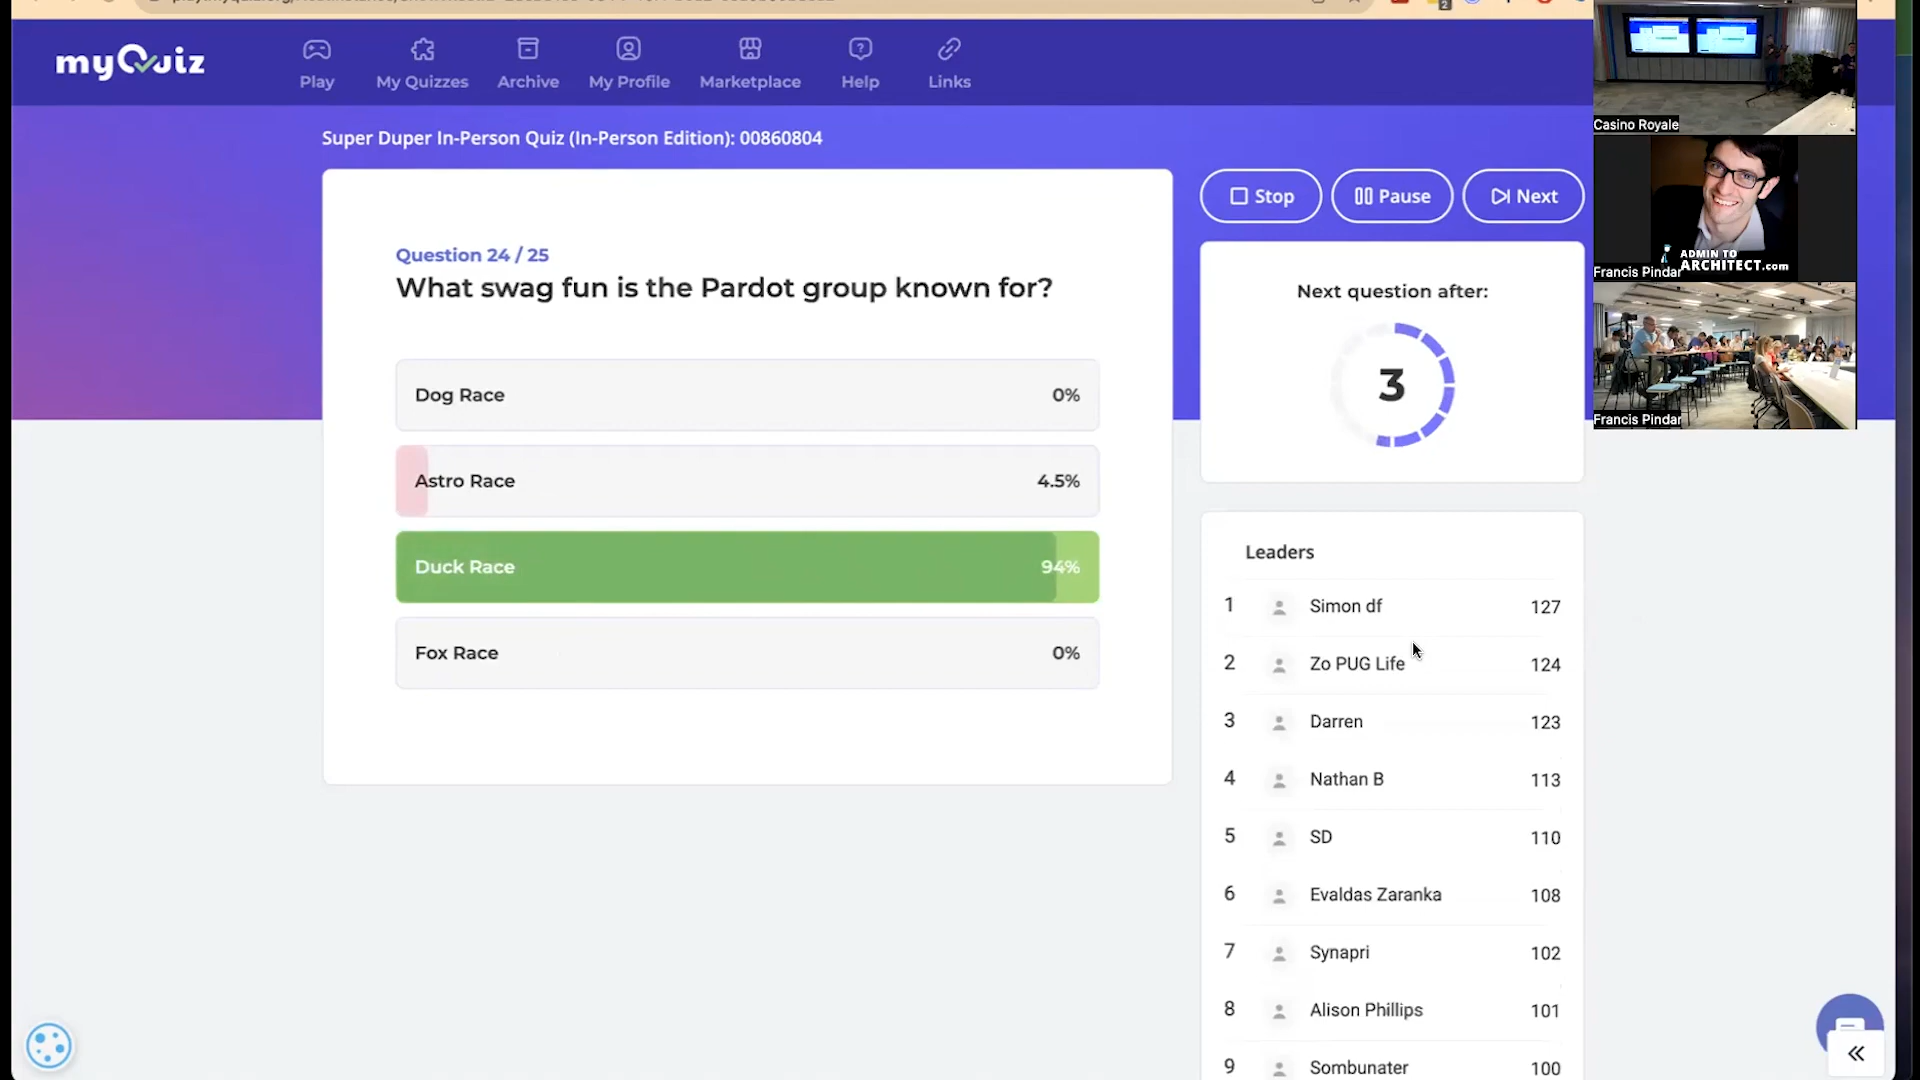 myQuiz
Play
My Quizzes
Archive
My Profile
Marketplace
Help
Links
2
Super Duper In-Person Quiz (In-Person Edition): 00860804
Stop
Pause
Next
Question 24 / 25
What swag fun is the Pardot group known for?
Dog Race 0%
Astro Race 4.5%
Duck Race 94%
Fox Race 0%
Next question after:
3
Leaders
1 Simon df 127
2 Zo PUG Life 124
3 Darren 123
4 Nathan B 113
5 SD 110
6 Evaldas Zaranka 108
7 Synapri 102
8 Alison Phillips 101
9 Sombunater 100
Casino Royale
ADMIN TO
ARCHITECT.com
Francis Pindar
Francis Pindar